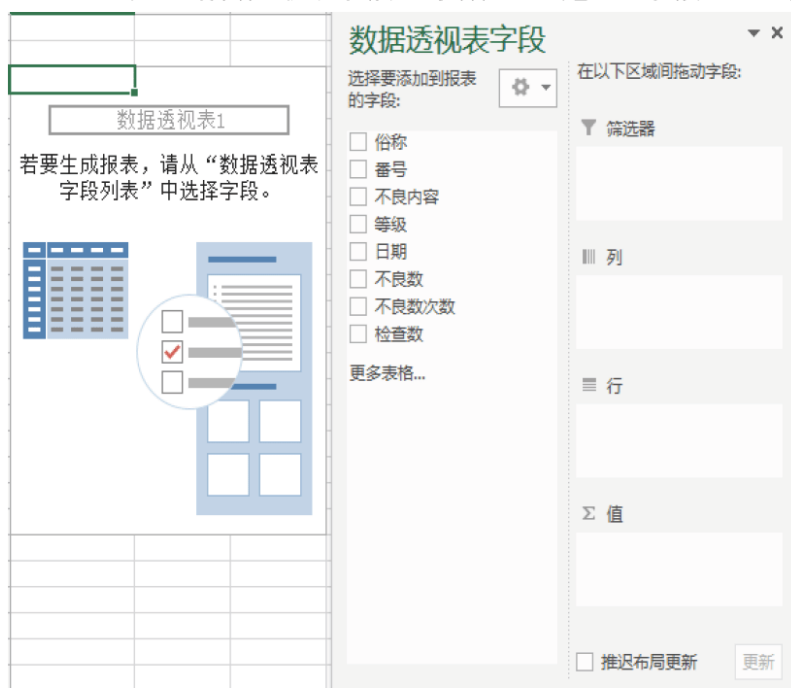 数据透视表1
若要生成报表，请从“数据透视表
字段列表”中选择字段。
数据透视表字段
选择要添加到报表
的字段:
俗称
番号
不良内容
等级
日期
不良数
不良数次数
检查数
更多表格...
在以下区域间拖动字段:
筛选器
列
行
Σ 值
推迟布局更新
更新